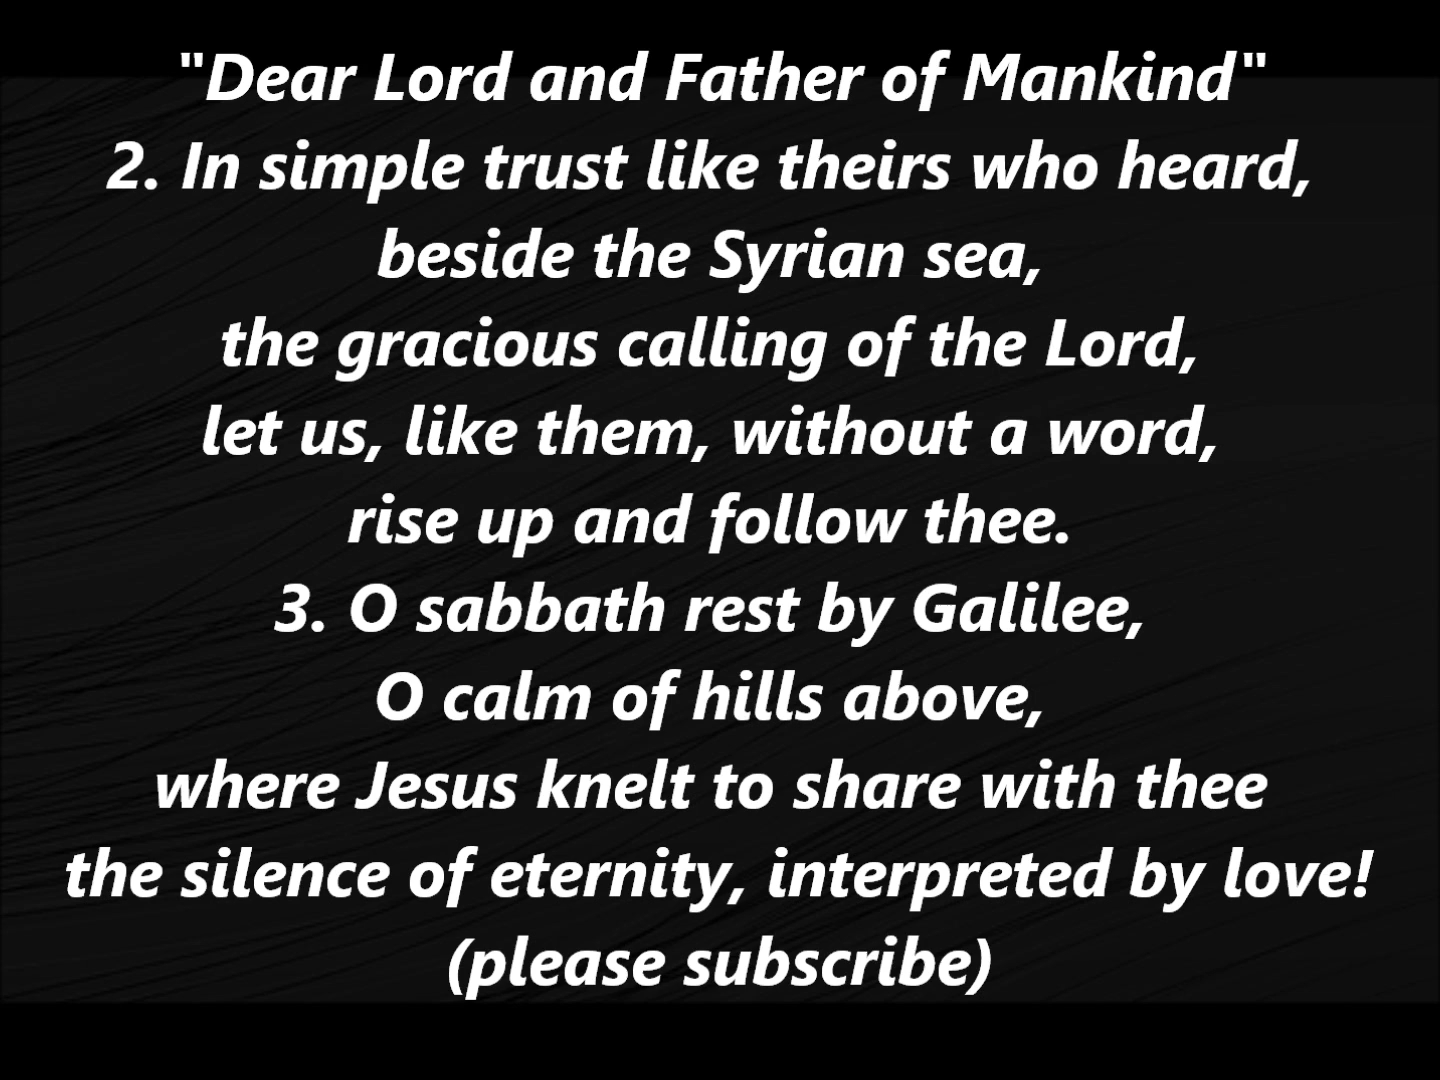 "Dear Lord and Father of Mankind"
2. In simple trust like theirs who heard,
beside the Syrian sea,
the gracious calling of the Lord,
let us, like them, without a word,
rise up and follow thee.
3. O sabbath rest by Galilee,
O calm of hills above,
where Jesus knelt to share with thee
the silence of eternity, interpreted by love!
(please subscribe)